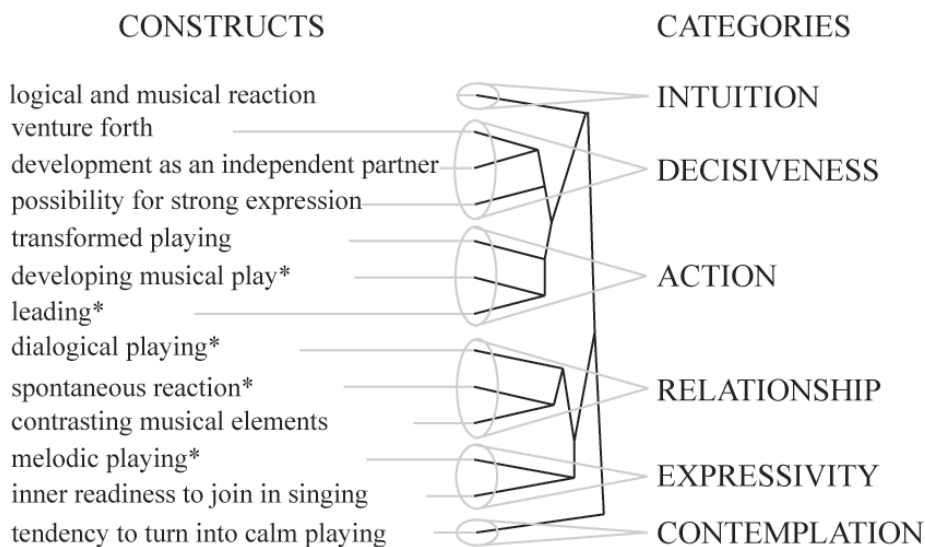 CONSTRUCTS CATEGORIES
logical and musical reaction INTUITION
venture forth
development as an independent partner DECISIVENESS
possibility for strong expression
transformed playing
developing musical play* ACTION
leading*
dialogical playing*
spontaneous reaction* RELATIONSHIP
contrasting musical elements
melodic playing*
inner readiness to join in singing EXPRESSIVITY
tendency to turn into calm playing CONTEMPLATION